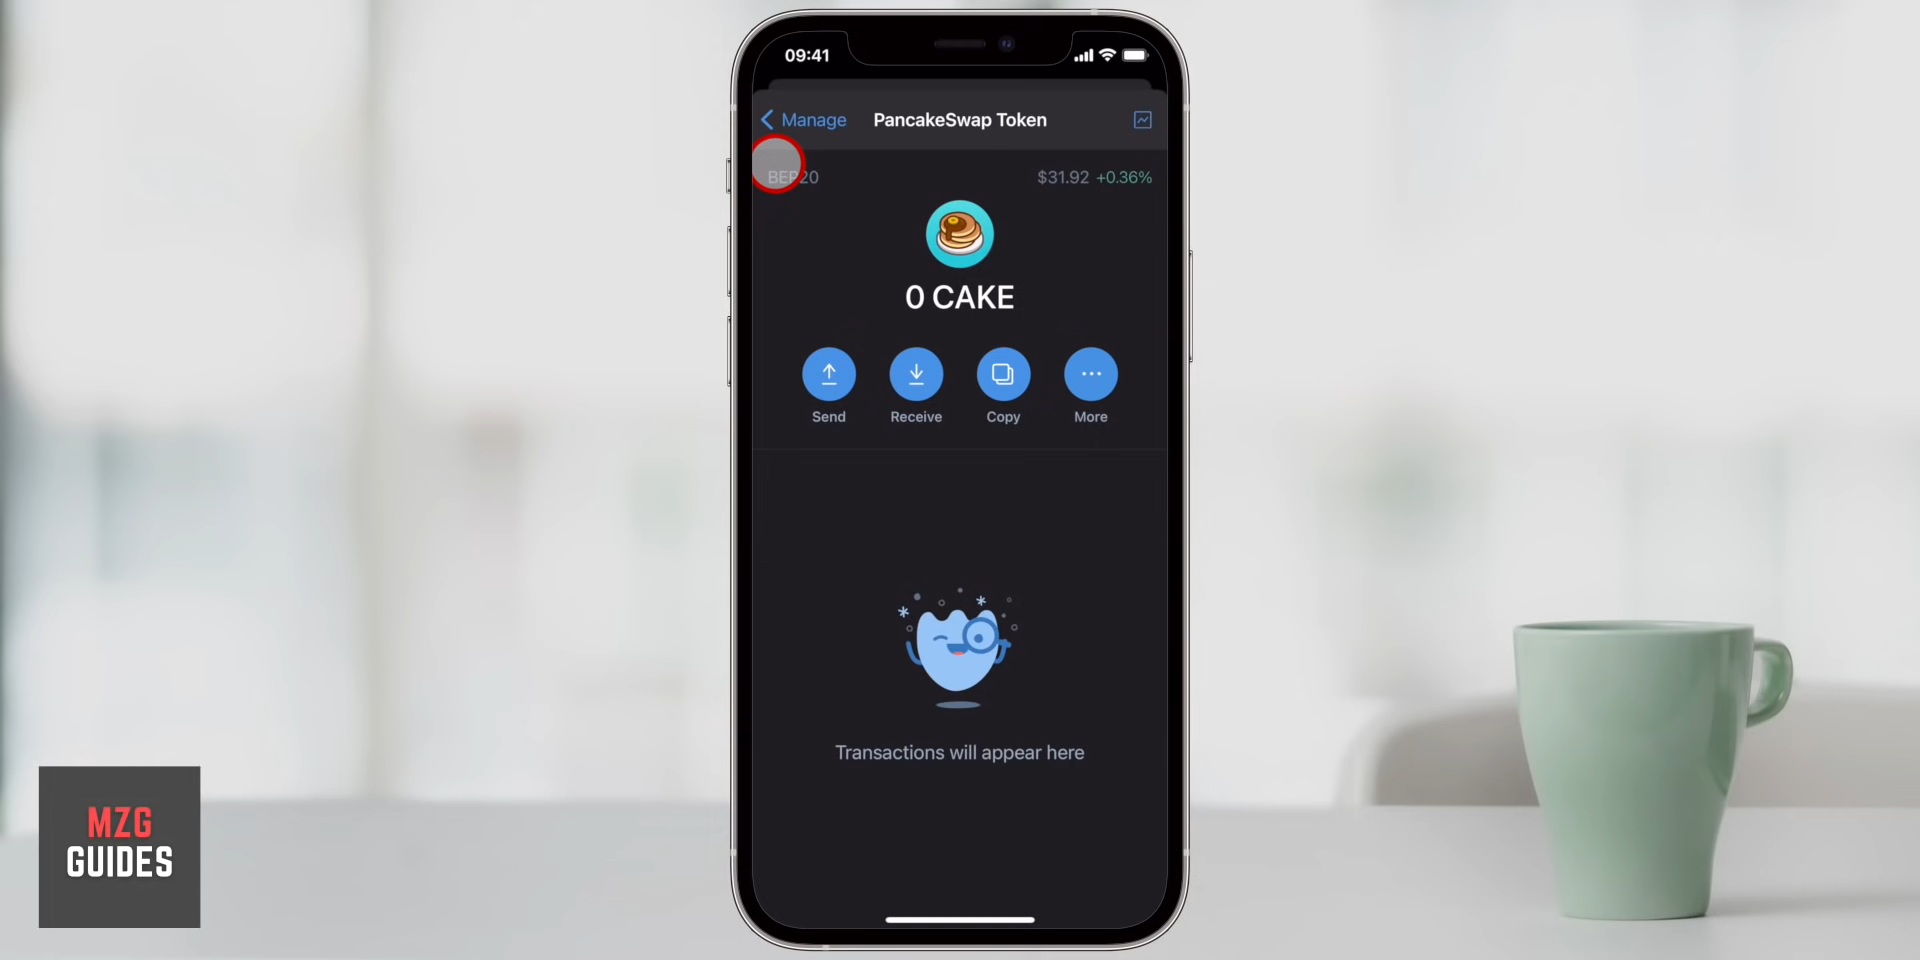 09:41
Manage
PancakeSwap Token
BEP20
$31.92 +0.36%
0 CAKE
Send
Receive
Copy
More
Transactions will appear here
MZG
GUIDES